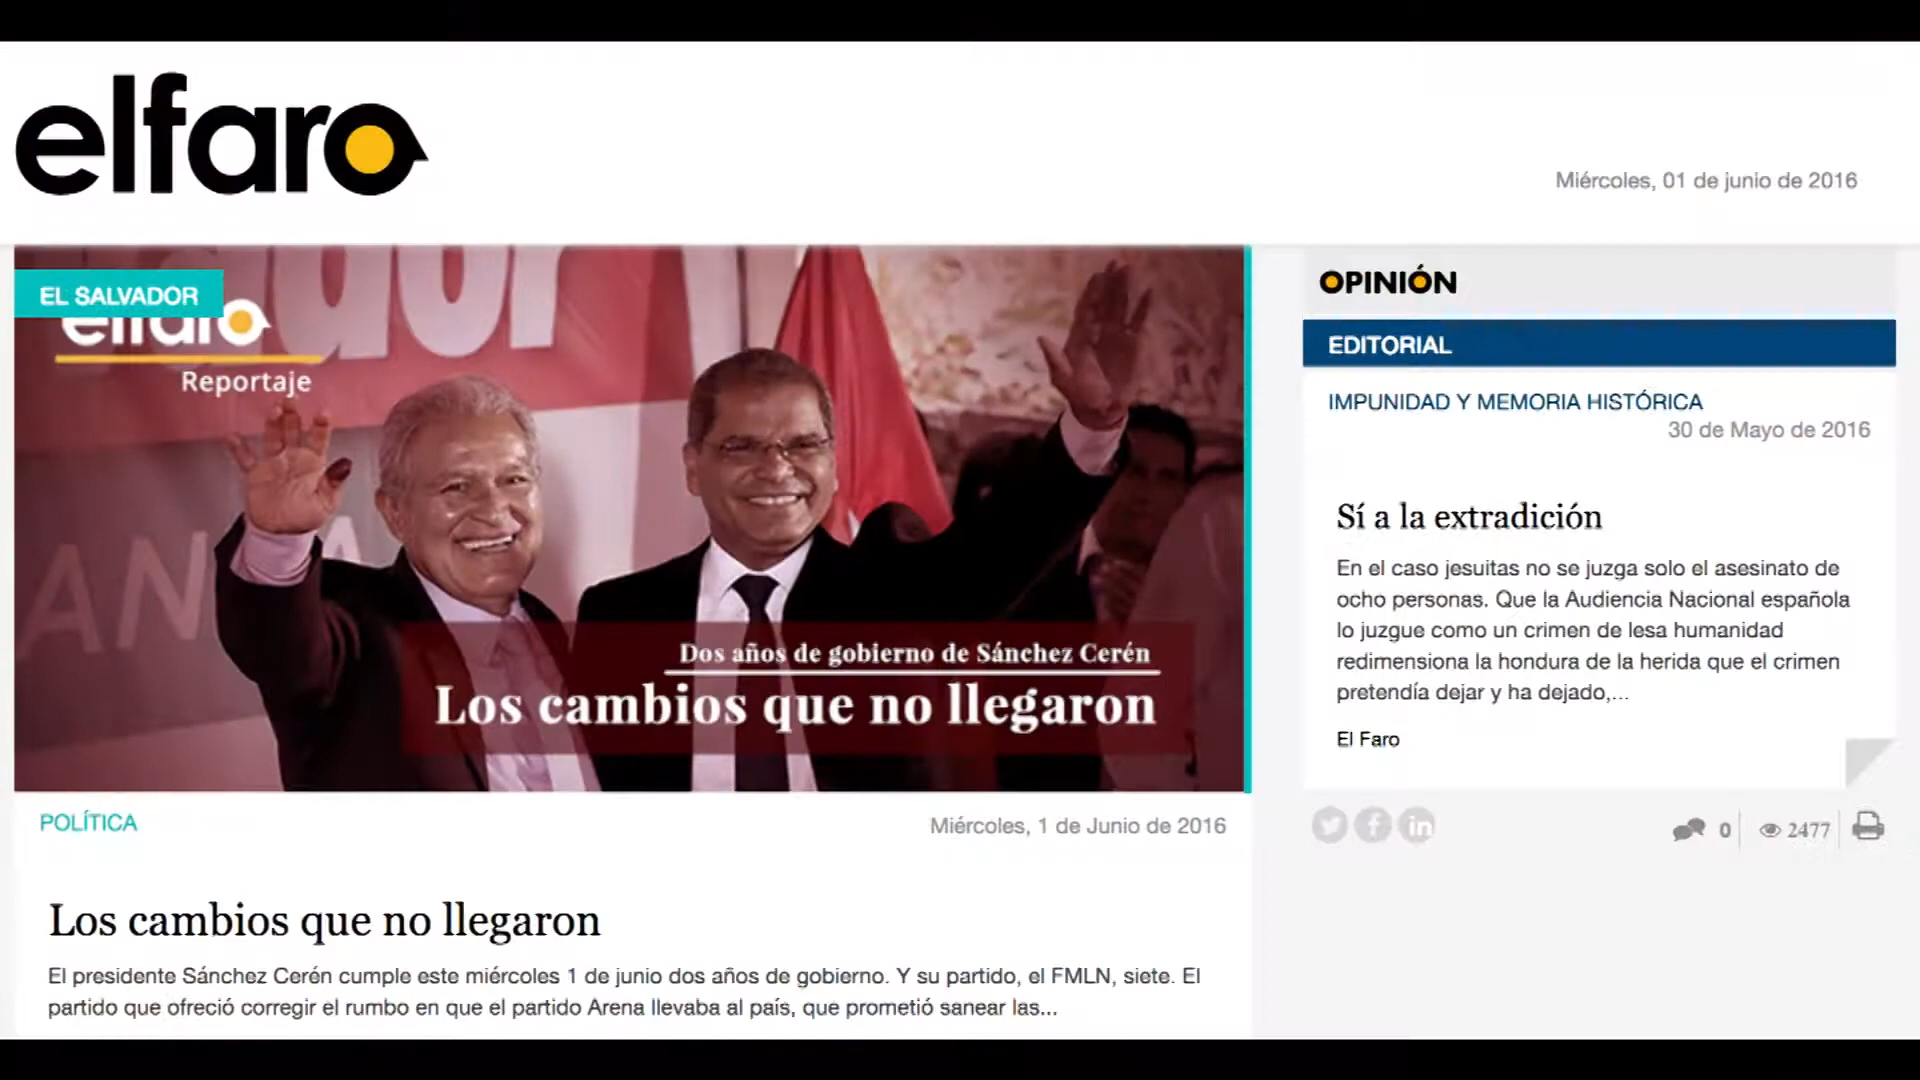 elfaro
Miércoles, 01 de junio de 2016
EL SALVADOR
elfaro
Reportaje
Dos años de gobierno de Sánchez Cerén
Los cambios que no llegaron
POLÍTICA
Miércoles, 1 de Junio de 2016
Los cambios que no llegaron
El presidente Sánchez Cerén cumple este miércoles 1 de junio dos años de gobierno. Y su partido, el FMLN, siete. El
partido que ofreció corregir el rumbo en que el partido Arena llevaba al país, que prometió sanear las...
OPINIÓN
EDITORIAL
IMPUNIDAD Y MEMORIA HISTÓRICA
30 de Mayo de 2016
Sí a la extradición
En el caso jesuitas no se juzga solo el asesinato de
ocho personas. Que la Audiencia Nacional española
lo juzgue como un crimen de lesa humanidad
redimensiona la hondura de la herida que el crimen
pretendía dejar y ha dejado,...
El Faro
0
2477